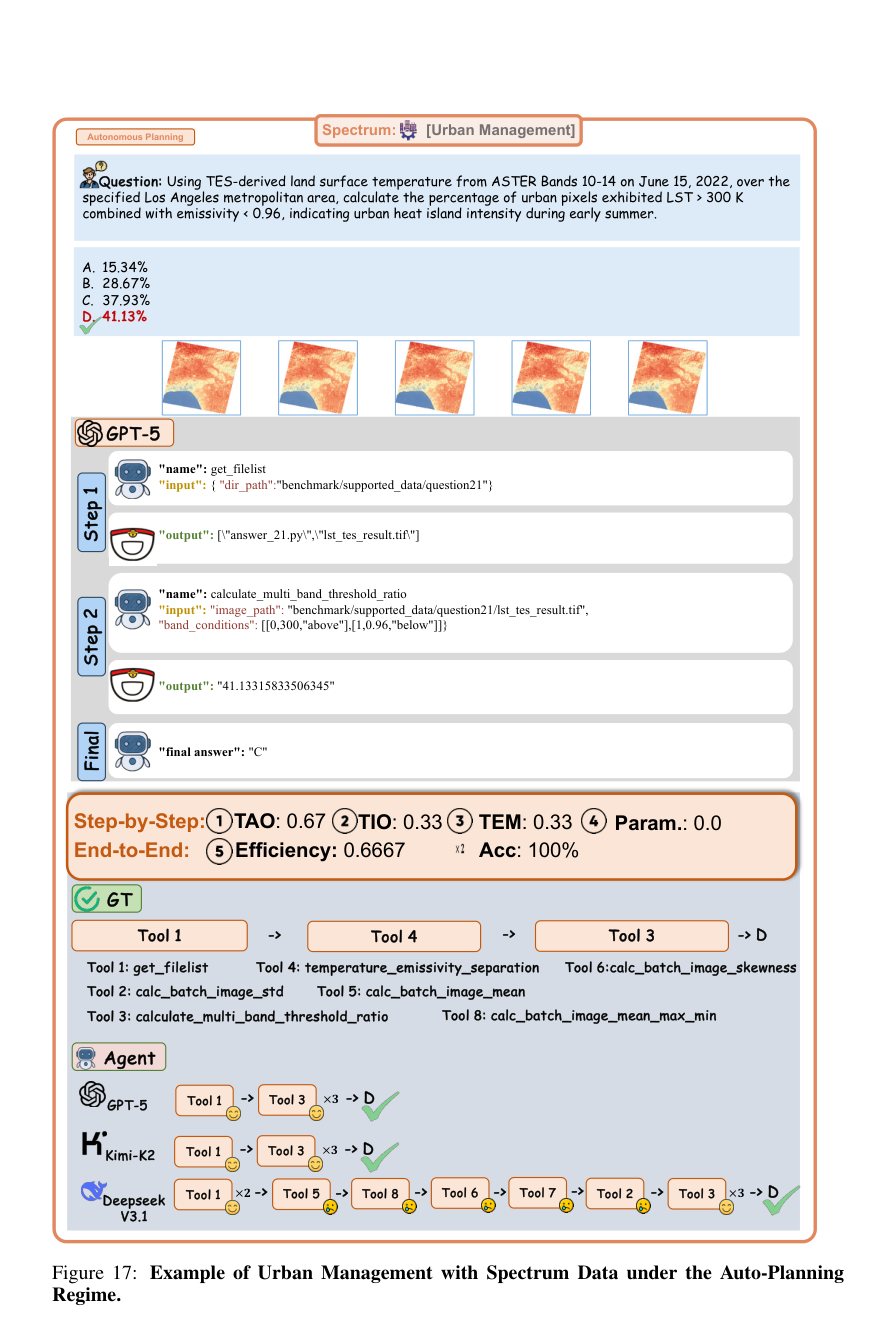 Autonomous Planning
Spectrum: [Urban Management]
Question: Using TES-derived land surface temperature from ASTER Bands 10-14 on June 15, 2022, over the
specified Los Angeles metropolitan area, calculate the percentage of urban pixels exhibited LST > 300 K
combined with emissivity < 0.96, indicating urban heat island intensity during early summer.
A. 15.34%
B. 28.67%
C. 37.93%
D. 41.13%
GPT-5
Step 1
"name": get_filelist
"input": { "dir_path":"benchmark/supported_data/question21"}
"output": [\"answer_21.py\",\"lst_tes_result.tif\"]
Step 2
"name": calculate_multi_band_threshold_ratio
"input": "image_path": "benchmark/supported_data/question21/lst_tes_result.tif",
"band_conditions": [[0,300,"above"],[1,0.96,"below"]]}
"output": "41.13315833506345"
Final
"final answer": "C"
Step-by-Step: 1 TAO: 0.67 2 TIO: 0.33 3 TEM: 0.33 4 Param.: 0.0
End-to-End: 5 Efficiency: 0.6667 x2 Acc: 100%
GT
Tool 1 -> Tool 4 -> Tool 3 -> D
Tool 1: get_filelist Tool 4: temperature_emissivity_separation Tool 6:calc_batch_image_skewness
Tool 2: calc_batch_image_std Tool 5: calc_batch_image_mean
Tool 3: calculate_multi_band_threshold_ratio Tool 8: calc_batch_image_mean_max_min
Agent
GPT-5 Tool 1 -> Tool 3 ×3 -> D
Kimi-K2 Tool 1 -> Tool 3 ×3 -> D
Deepseek V3.1 Tool 1 ×2 -> Tool 5 -> Tool 8 -> Tool 6 -> Tool 7 -> Tool 2 -> Tool 3 ×3 -> D
Figure 17: Example of Urban Management with Spectrum Data under the Auto-Planning
Regime.